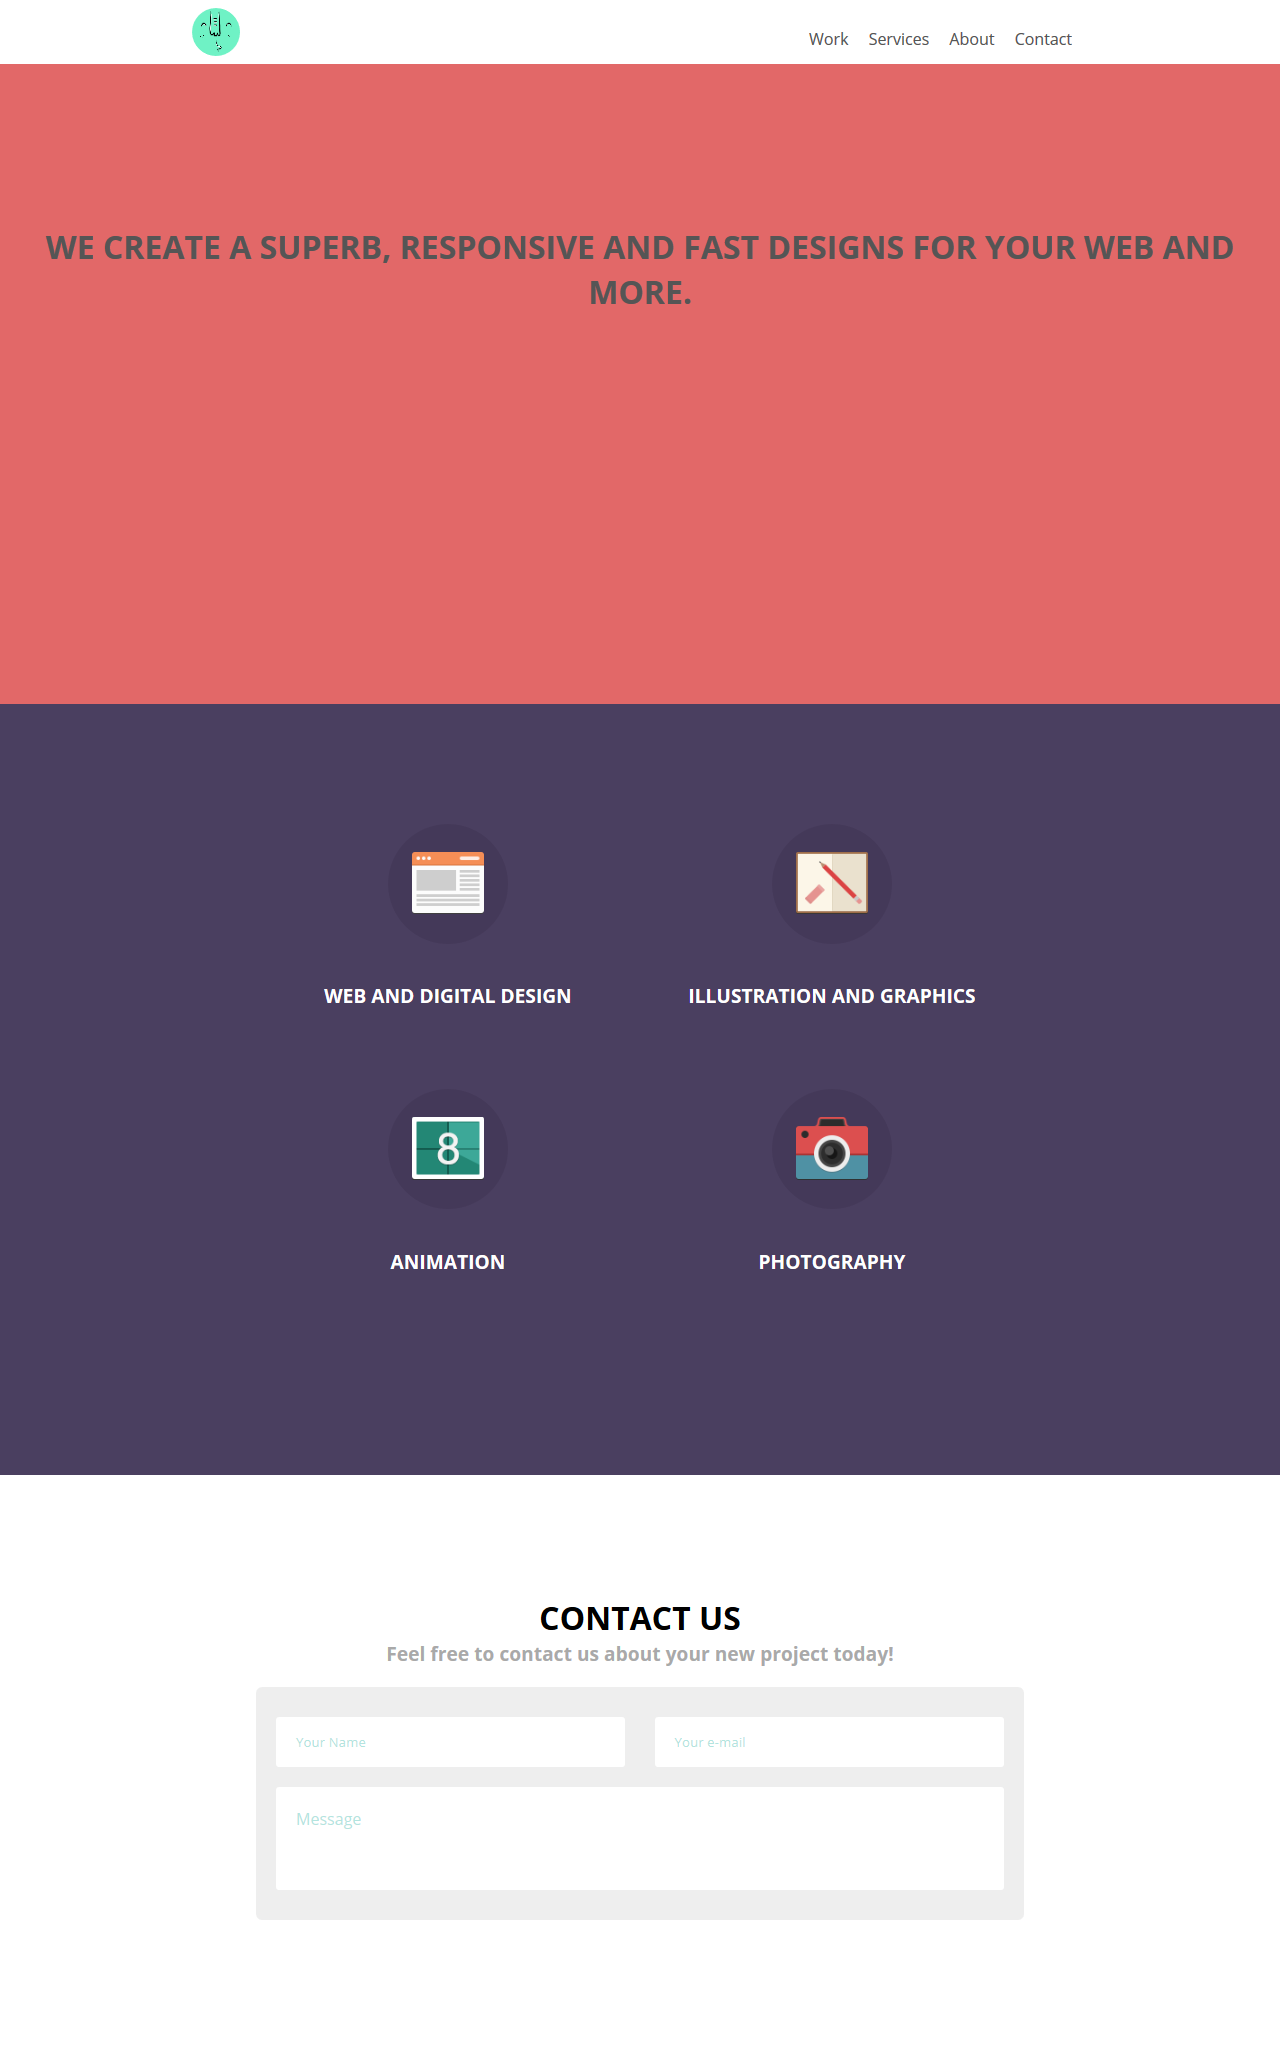 Work Services About Contact
WE CREATE A SUPERB, RESPONSIVE AND FAST DESIGNS FOR YOUR WEB AND
MORE.
WEB AND DIGITAL DESIGN
ILLUSTRATION AND GRAPHICS
8
ANIMATION
PHOTOGRAPHY
CONTACT US
Feel free to contact us about your new project today!
Your Name
Your e-mail
Message